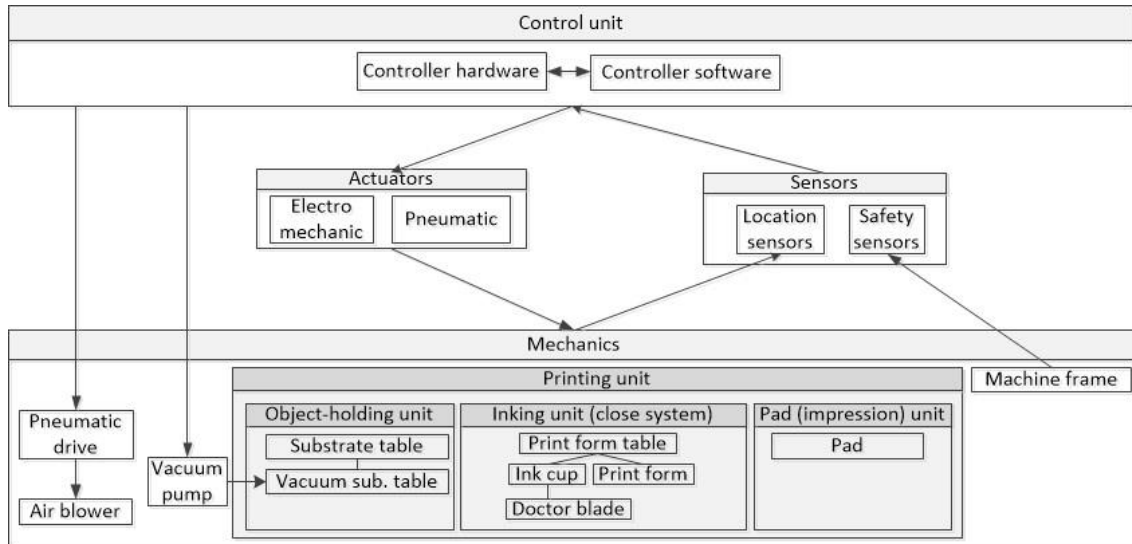 Control unit
Controller hardware
Controller software
Actuators
Electro
mechanic
Pneumatic
Sensors
Location
sensors
Safety
sensors
Mechanics
Printing unit
Machine frame
Pneumatic
drive
Air blower
Vacuum
pump
Object-holding unit
Substrate table
Vacuum sub. table
Inking unit (close system)
Print form table
Ink cup
Print form
Doctor blade
Pad (impression) unit
Pad